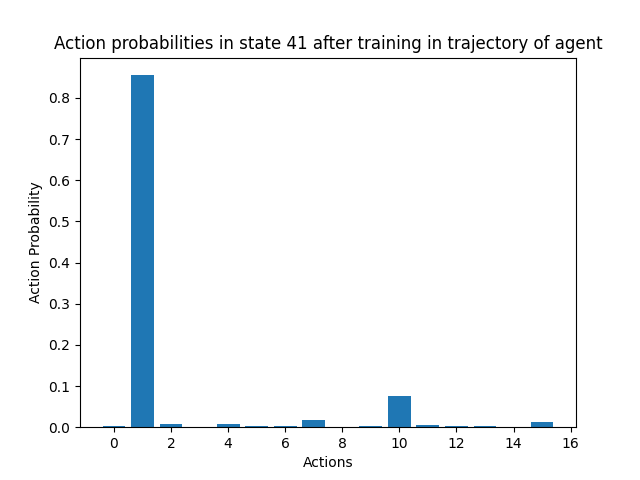 Action probabilities in state 41 after training in trajectory of agent
0.8
0.7
0.6
0.5
0.4
0.3
0.2
0.1
0.0
Action Probability
0 2 4 6 8 10 12 14 16
Actions